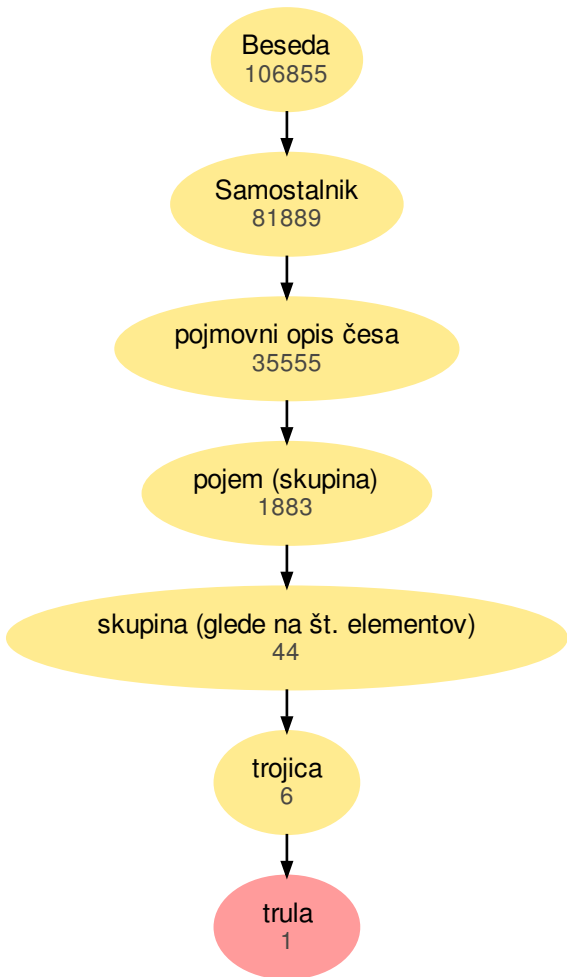 Beseda
106855
Samostalnik
81889
pojmovni opis česa
35555
pojem (skupina)
1883
skupina (glede na št. elementov)
44
trojica
6
trula
1